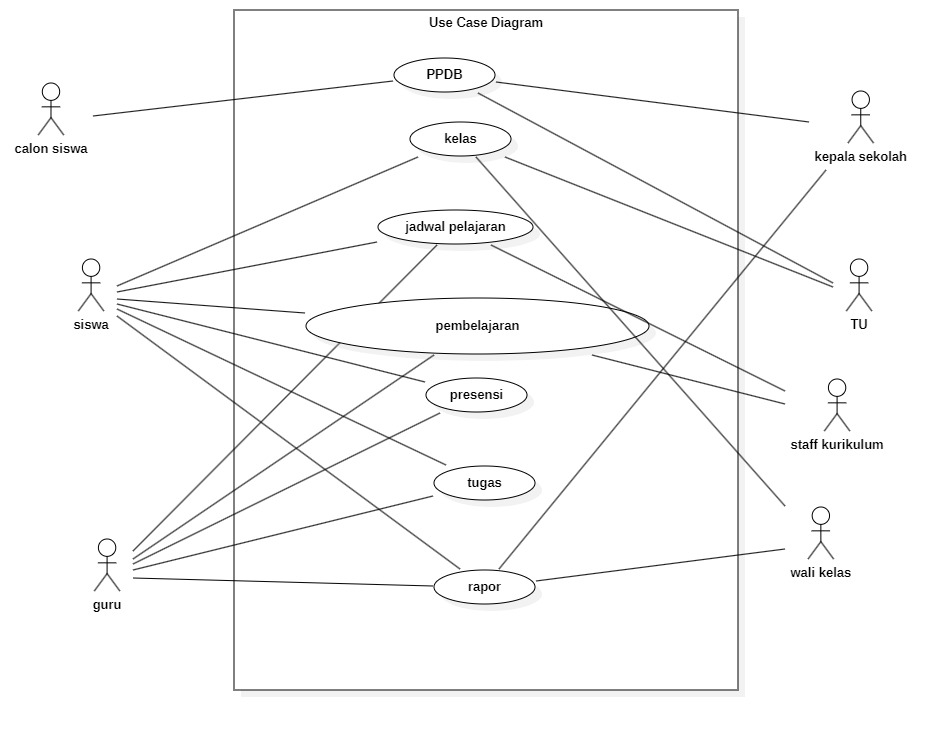 Use Case Diagram
PPDB
calon siswa
kepala sekolah
kelas
jadwal pelajaran
siswa
TU
pembelajaran
presensi
staff kurikulum
tugas
wali kelas
rapor
guru